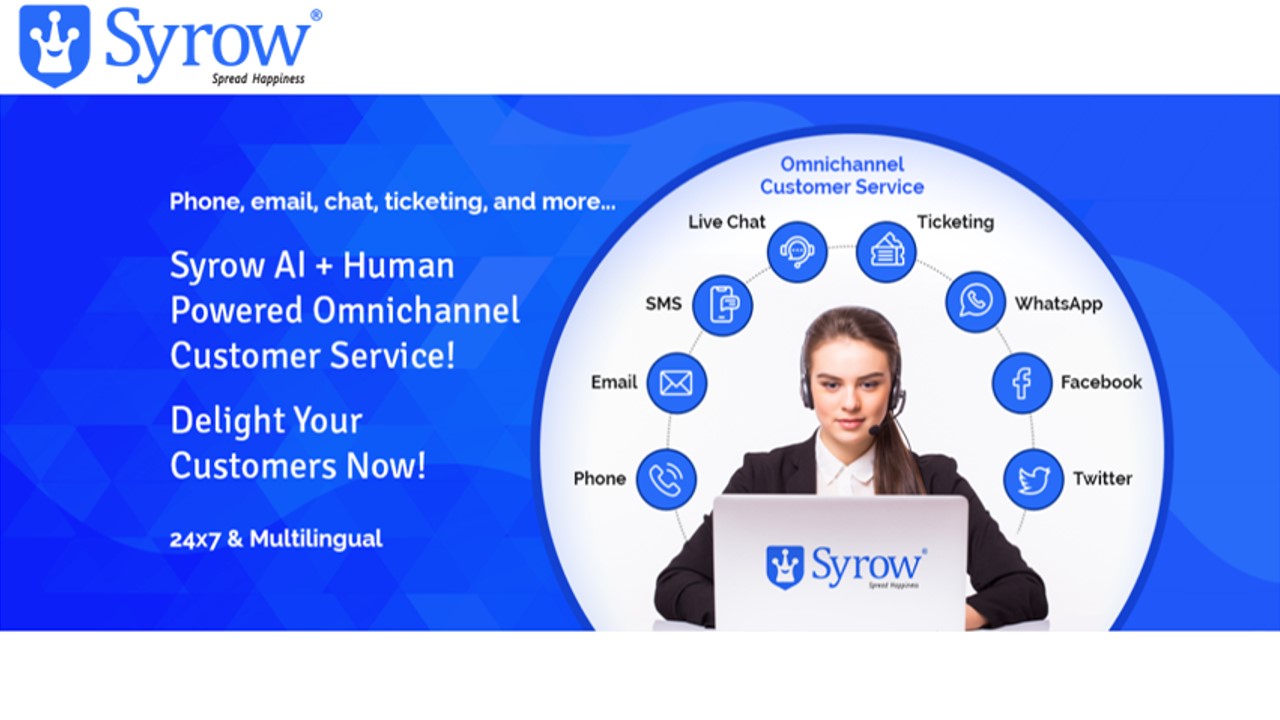 Syrow®
Spread Happiness
Phone, email, chat, ticketing, and more...
Syrow AI + Human
Powered Omnichannel
Customer Service!
Delight Your
Customers Now!
24x7 & Multilingual
Omnichannel
Customer Service
Live Chat
Ticketing
SMS
WhatsApp
Email
Facebook
Phone
Twitter
Syrow®
Spread Happiness